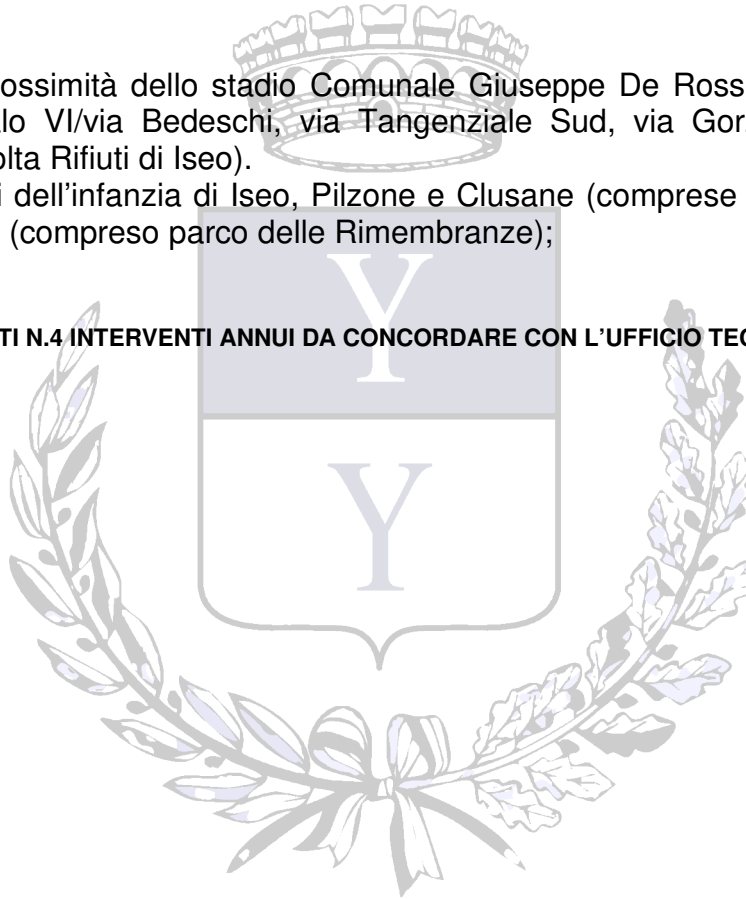 ossimità dello stadio Comunale Giuseppe De Ross
lo VI/via Bedeschi, via Tangenziale Sud, via Gor
olta Rifiuti di Iseo).
i dell'infanzia di Iseo, Pilzone e Clusane (comprese
(compreso parco delle Rimembranze);
TI N.4 INTERVENTI ANNUI DA CONCORDARE CON L'UFFICIO TEC
Y
Y